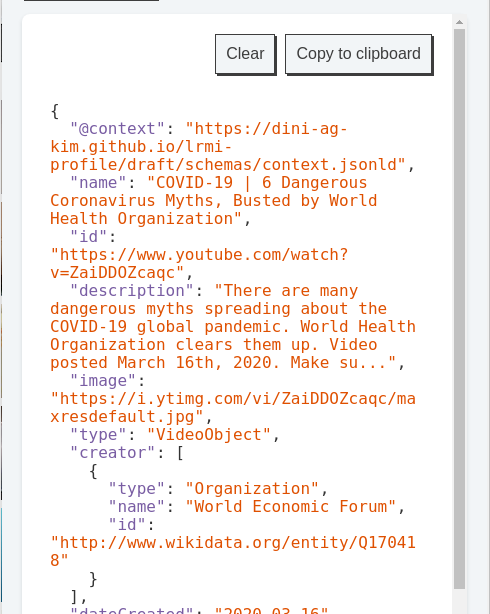 Clear
Copy to clipboard
{
"@context": "https://dini-ag-
kim.github.io/lrmi-
profile/draft/schemas/context.jsonld",
"name": "COVID-19 | 6 Dangerous
Coronavirus Myths, Busted by World
Health Organization",
"id":
"https://www.youtube.com/watch?
v=ZaiDDOZcaqc",
"description": "There are many
dangerous myths spreading about the
COVID-19 global pandemic. World Health
Organization clears them up. Video
posted March 16th, 2020. Make su...",
"image":
"https://i.ytimg.com/vi/ZaiDDOZcaqc/ma
xresdefault.jpg",
"type": "VideoObject",
"creator": [
{
"type": "Organization",
"name": "World Economic Forum",
"id":
"http://www.wikidata.org/entity/Q17041
8"
}
],
"dateCreated": "2020-03-16"